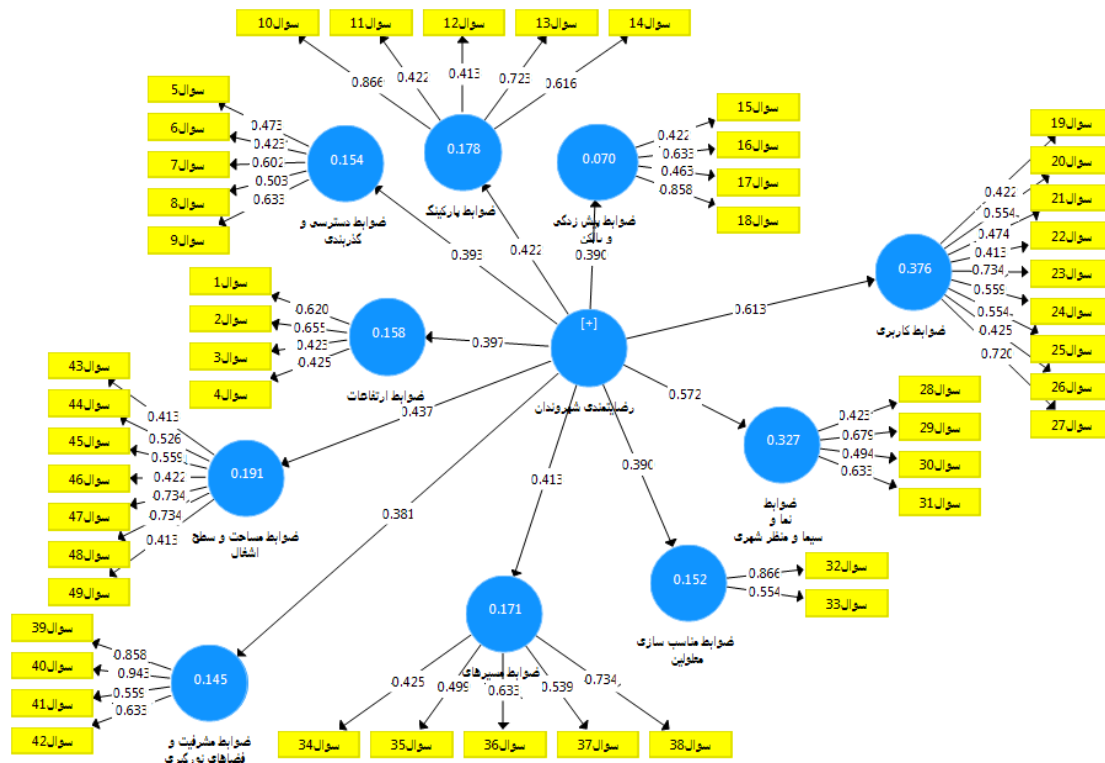 سوال10
سوال11
سوال12
سوال13
سوال14
0.866
0.422
0.413
0.723
0.616
0.178
ضوابط پارکینگ
سوال5
سوال6
سوال7
سوال8
سوال9
0.473
0.423
0.602
0.503
0.633
0.154
ضوابط دسترسی و
گذربندی
سوال15
سوال16
سوال17
سوال18
0.422
0.633
0.463
0.858
0.070
ضوابط پیش زدگی
و بالکن
سوال19
سوال20
سوال21
سوال22
سوال23
سوال24
سوال25
سوال26
سوال27
0.422
0.554
0.474
0.413
0.734
0.559
0.554
0.425
0.720
0.376
ضوابط کاربری
سوال1
سوال2
سوال3
سوال4
0.620
0.655
0.423
0.425
0.158
ضوابط ارتفاعات
[+]
رضایتمندی شهروندان
0.393
0.422
0.390
0.613
0.397
0.572
0.437
0.381
0.413
0.390
سوال43
سوال44
سوال45
سوال46
سوال47
سوال48
سوال49
0.413
0.526
0.559
0.422
0.734
0.734
0.413
0.191
ضوابط مساحت و سطح
اشغال
سوال28
سوال29
سوال30
سوال31
0.423
0.679
0.494
0.633
0.327
ضوابط
نما و
سیما و منظر شهری
سوال32
سوال33
0.866
0.554
0.152
ضوابط مناسب سازی
معلولین
0.171
ضوابط مسیرهای
0.425
0.499
0.633
0.539
0.734
سوال34
سوال35
سوال36
سوال37
سوال38
سوال39
سوال40
سوال41
سوال42
0.858
0.943
0.559
0.633
0.145
ضوابط مشرفیت و
فضاهای نورگیری